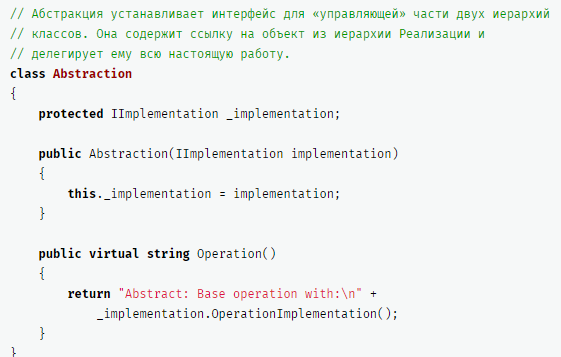 // Абстракция устанавливает интерфейс для «управляющей» части двух иерархий
// классов. Она содержит ссылку на объект из иерархии Реализации и
// делегирует ему всю настоящую работу.
class Abstraction
{
    protected IImplementation _implementation;

    public Abstraction(IImplementation implementation)
    {
        this._implementation = implementation;
    }

    public virtual string Operation()
    {
        return "Abstract: Base operation with:\n" +
            _implementation.OperationImplementation();
    }
}